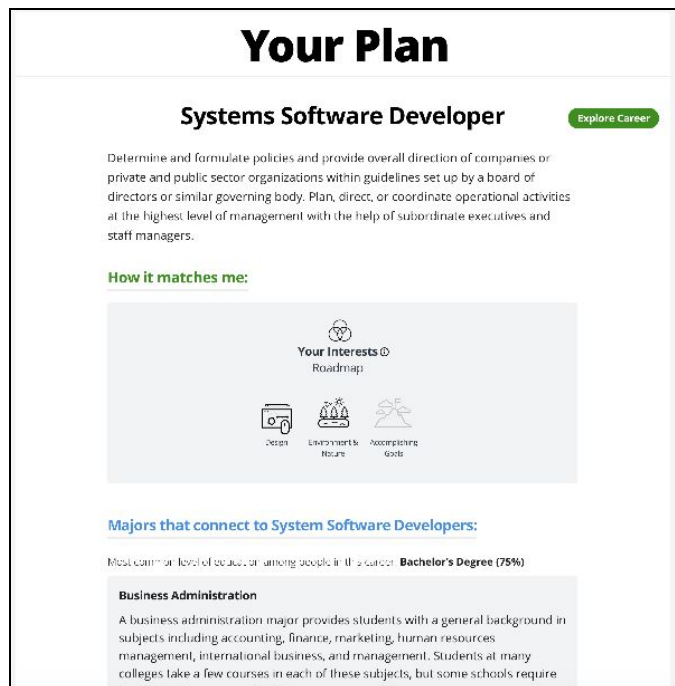 Your Plan
Systems Software Developer
Explore Career
Determine and formulate policies and provide overall direction of companies or
private and public sector organizations within guidelines set up by a board of
directors or similar governing body. Plan, direct, or coordinate operational activities
at the highest level of management with the help of subordinate executives and
staff managers.
How it matches me:
Your Interests
Roadmap
Design
Environment &
Nature
Accomplishing
Goals
Majors that connect to System Software Developers:
Most common level of education among people in this career: Bachelor's Degree (75%)
Business Administration
A business administration major provides students with a general background in
subjects including accounting, finance, marketing, human resources
management, international business, and management. Students at many
colleges take a few courses in each of these subjects, but some schools require